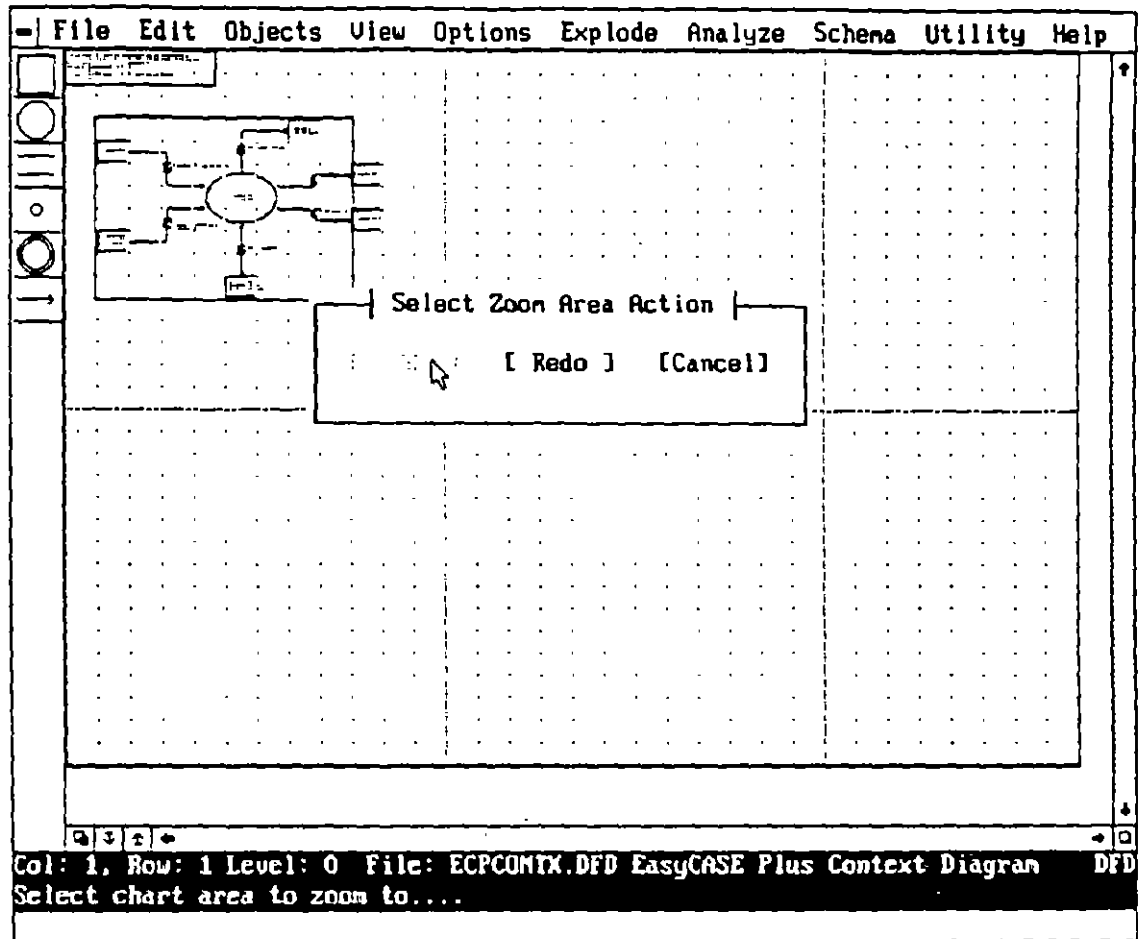 File Edit Objects View Options Explode Analyze Schema Utility Help
Select Zoom Area Action
[ Redo ] [Cancel]
Col: 1, Row: 1 Level: 0 File: ECPCONTX.DFD EasyCASE Plus Context Diagram DFD
Select chart area to zoom to....